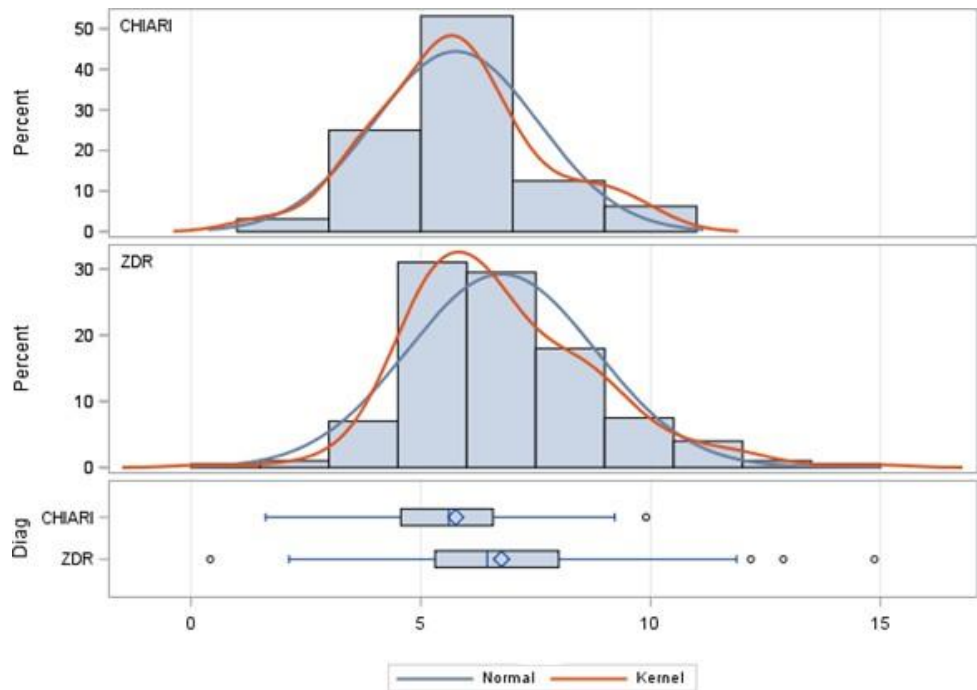 CHIARI
50
40
30
20
10
0
Percent
ZDR
30
20
10
0
Percent
CHIARI
ZDR
Diag
0 5 10 15
Normal Kernel